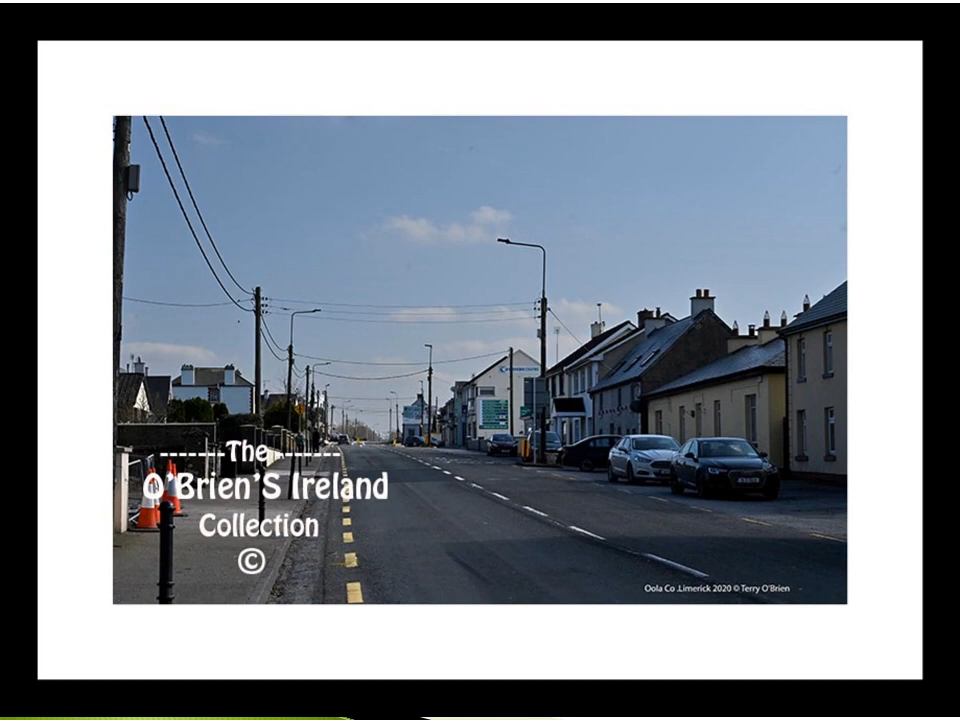 -------The-------
O'Brien'S Ireland
Collection
©
Oola Co .Limerick 2020 © Terry O'Brien